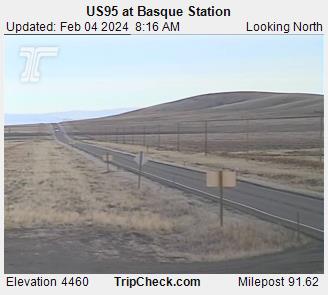 US95 at Basque Station
Updated: Feb 04 2024 8:16 AM Looking North
Elevation 4460 TripCheck.com Milepost 91.62